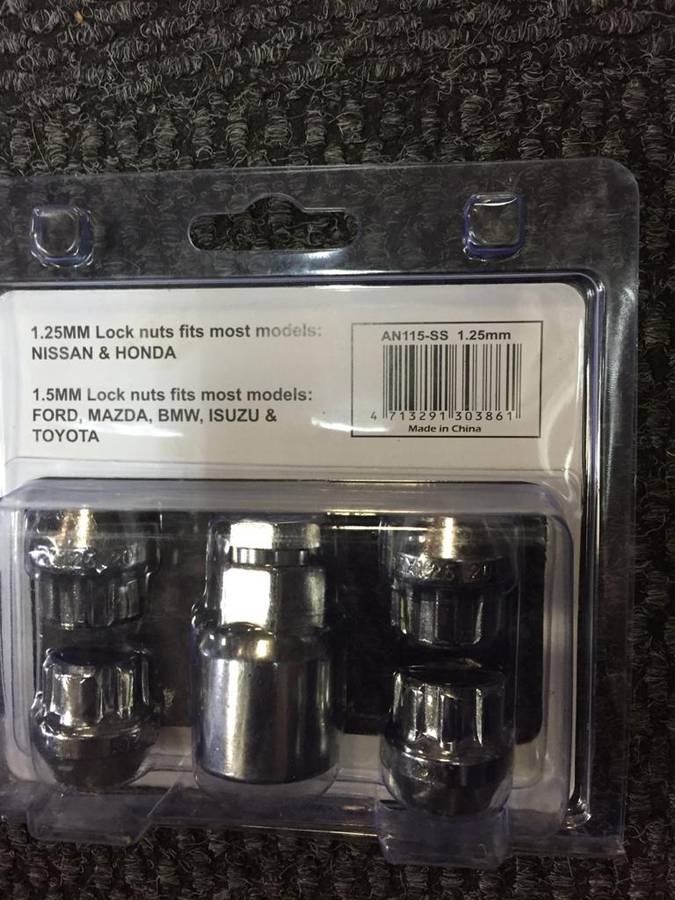 1.25MM Lock nuts fits most models:
NISSAN & HONDA
1.5MM Lock nuts fits most models:
FORD, MAZDA, BMW, ISUZU &
TOYOTA
AN115-SS 1.25mm
4 713291 303861
Made in China